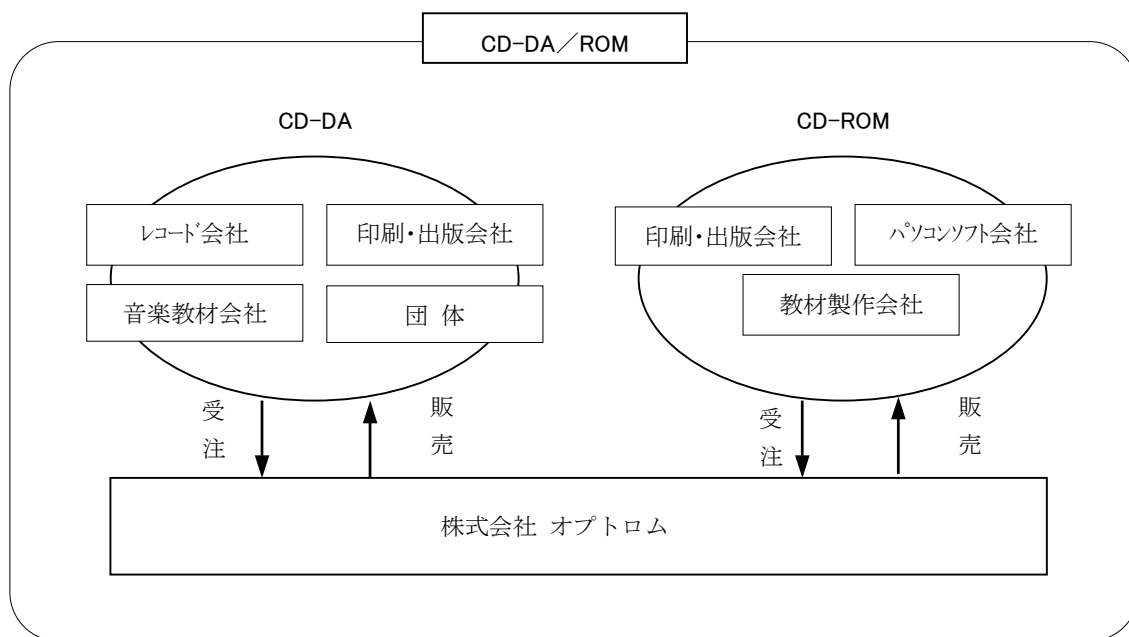 CD-DA/ROM
CD-DA
CD-ROM
ﾚｺｰﾄﾞ会社
印刷・出版会社
音楽教材会社
団 体
印刷・出版会社
ﾊﾟｿｺﾝｿﾌﾄ会社
教材製作会社
受注
販売
受注
販売
株式会社 オプトロム